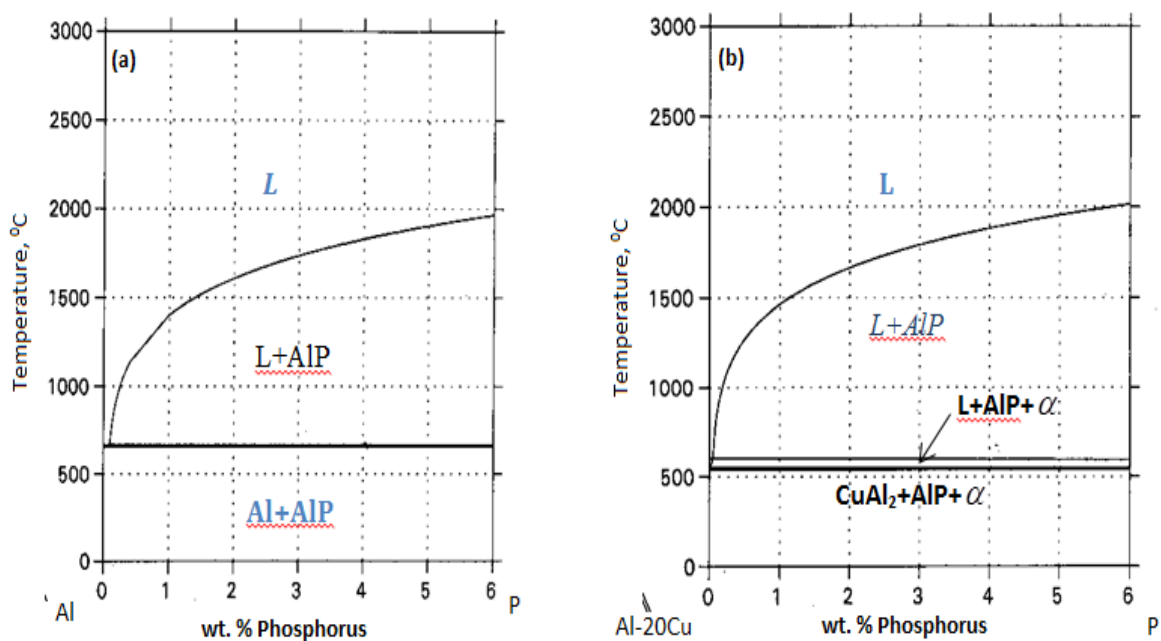 (a)
3000
2500
2000
1500
1000
500
0
Temperature, ⁰C
L
L+AlP
Al+AlP
0 1 2 3 4 5 6
Al
P
wt. % Phosphorus
(b)
3000
2500
2000
1500
1000
500
0
Temperature, ⁰C
L
L+AlP
L+AlP+α
CuAl₂+AlP+α
0 1 2 3 4 5 6
Al-20Cu
P
wt. % Phosphorus